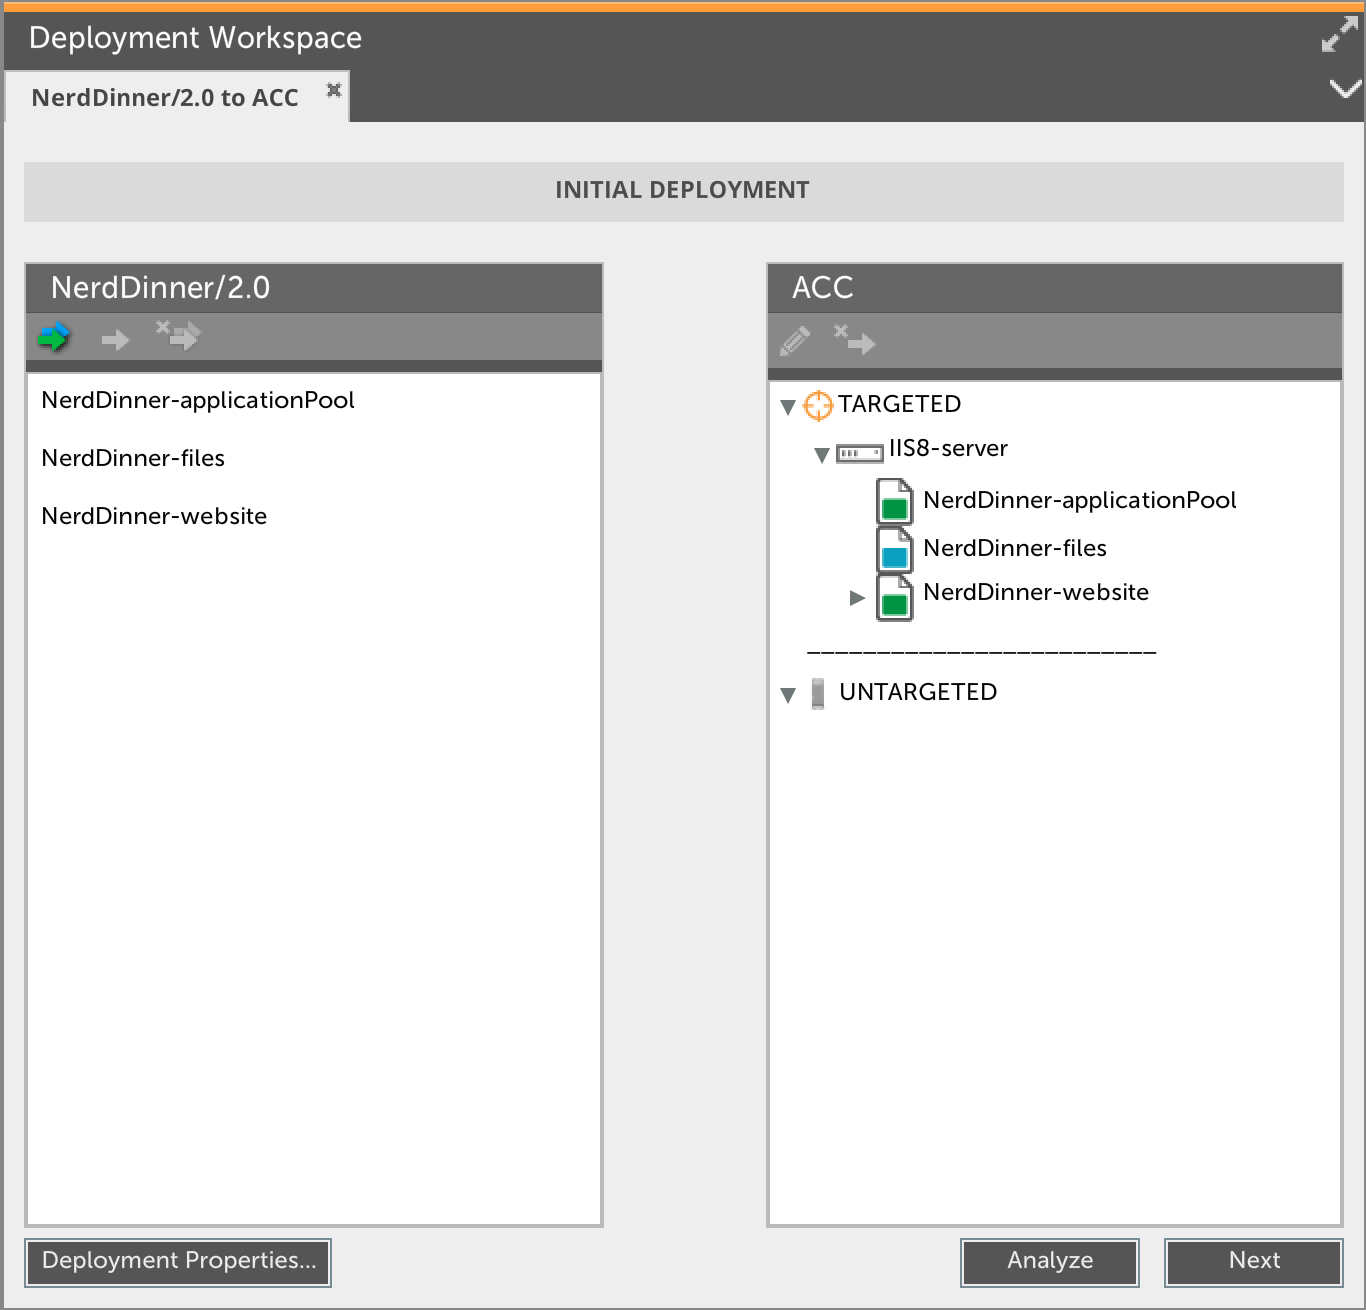 Deployment Workspace
NerdDinner/2.0 to ACC
INITIAL DEPLOYMENT
NerdDinner/2.0
NerdDinner-applicationPool
NerdDinner-files
NerdDinner-website
ACC
TARGETED
IIS8-server
NerdDinner-applicationPool
NerdDinner-files
NerdDinner-website
UNTARGETED
Deployment Properties...
Analyze
Next